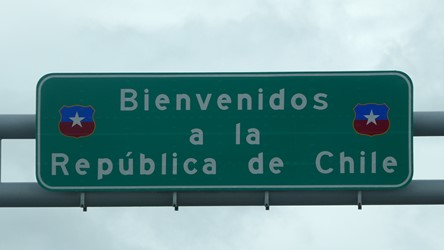 Bienvenidos
a la
República de Chile